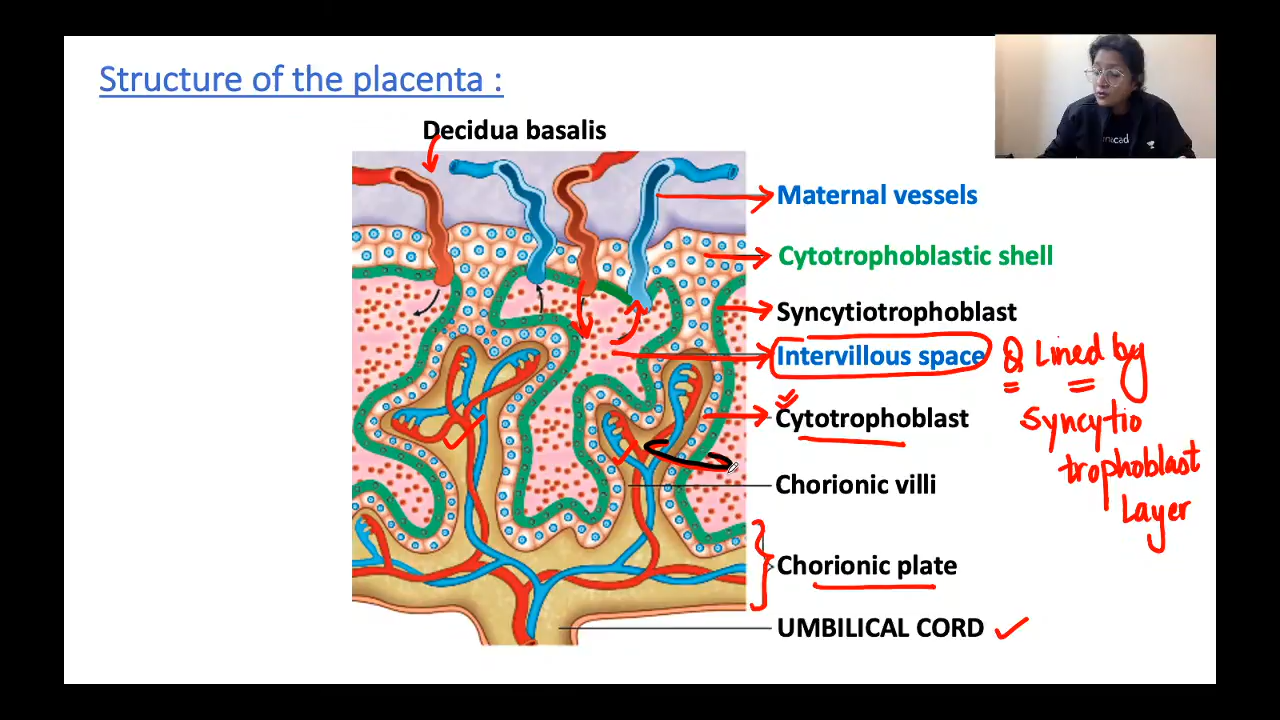 Structure of the placenta :
Decidua basalis
Maternal vessels
Cytotrophoblastic shell
Syncytiotrophoblast
Intervillous space
Q Lined by
Syncytio
trophoblast
Layer
Cytotrophoblast
Chorionic villi
Chorionic plate
UMBILICAL CORD